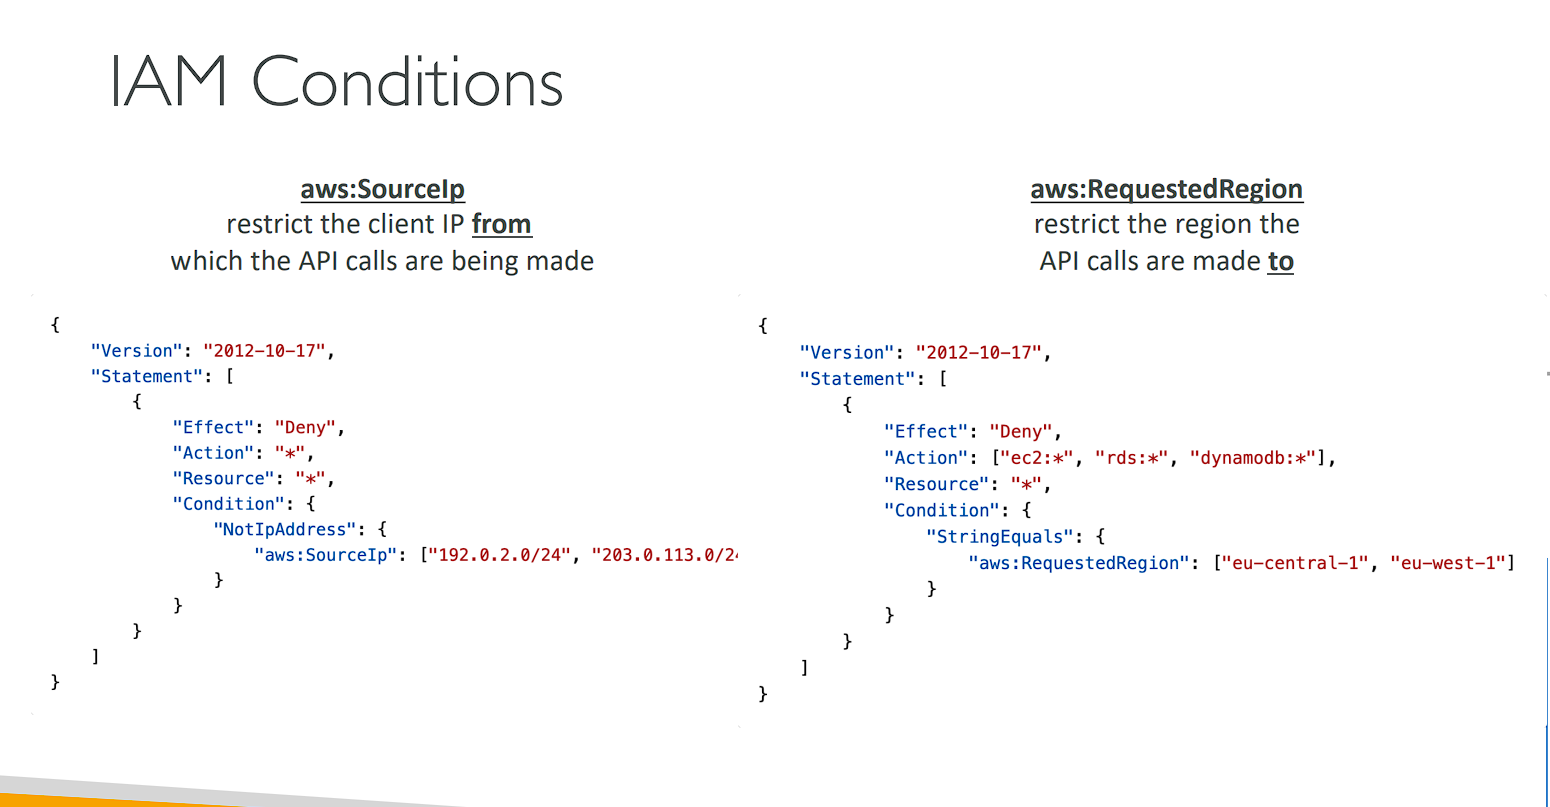 IAM Conditions
aws:SourceIp
restrict the client IP from
which the API calls are being made
{
    "Version": "2012-10-17",
    "Statement": [
        {
            "Effect": "Deny",
            "Action": "*",
            "Resource": "*",
            "Condition": {
                "NotIpAddress": {
                    "aws:SourceIp": ["192.0.2.0/24", "203.0.113.0/2
                }
            }
        }
    ]
}
aws:RequestedRegion
restrict the region the
API calls are made to
{
    "Version": "2012-10-17",
    "Statement": [
        {
            "Effect": "Deny",
            "Action": ["ec2:*", "rds:*", "dynamodb:*"],
            "Resource": "*",
            "Condition": {
                "StringEquals": {
                    "aws:RequestedRegion": ["eu-central-1", "eu-west-1"]
                }
            }
        }
    ]
}